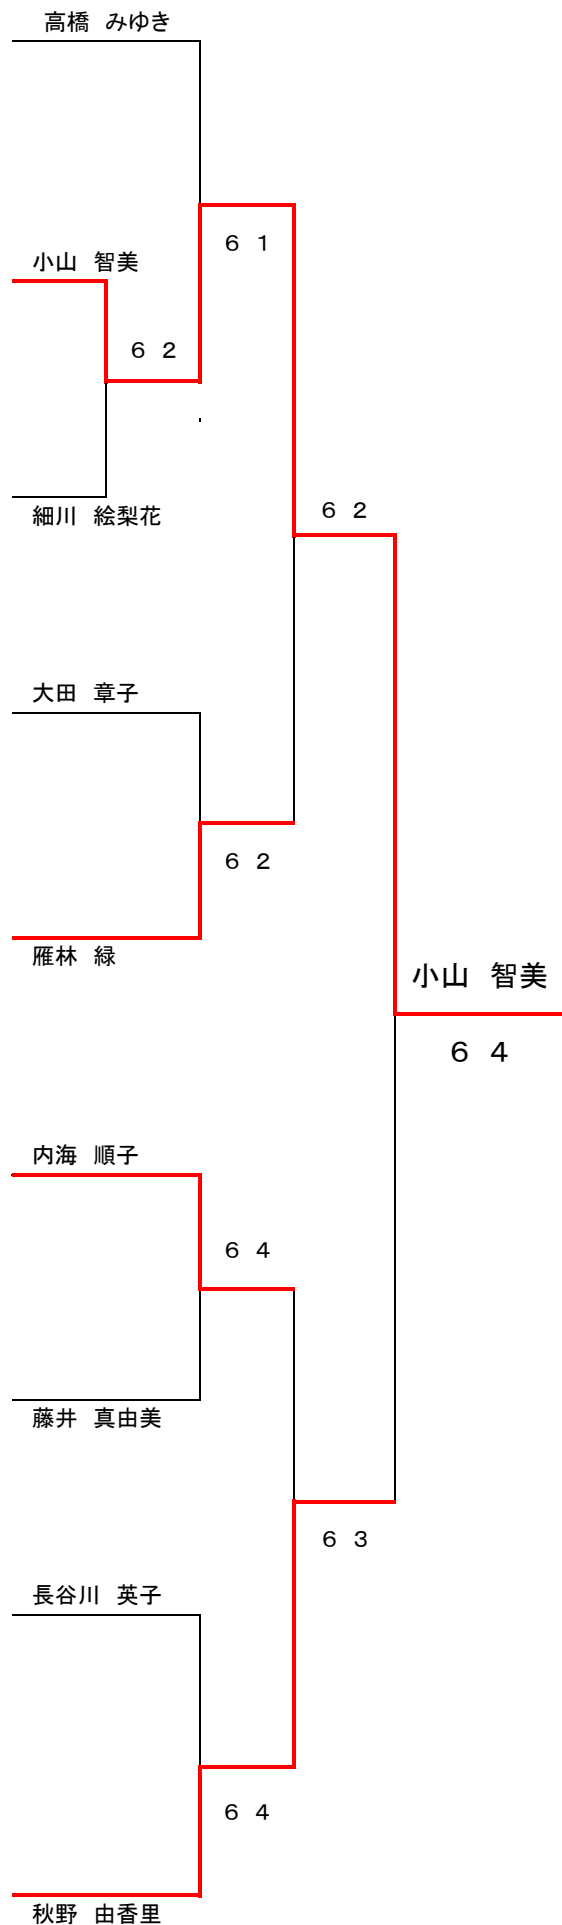 高橋　みゆき
６　１
小山　智美
６　２
６　２
細川　絵梨花
大田　章子
６　２
雁林　緑
小山　智美
６　４
内海　順子
６　４
藤井　真由美
６　３
長谷川　英子
６　４
秋野　由香里